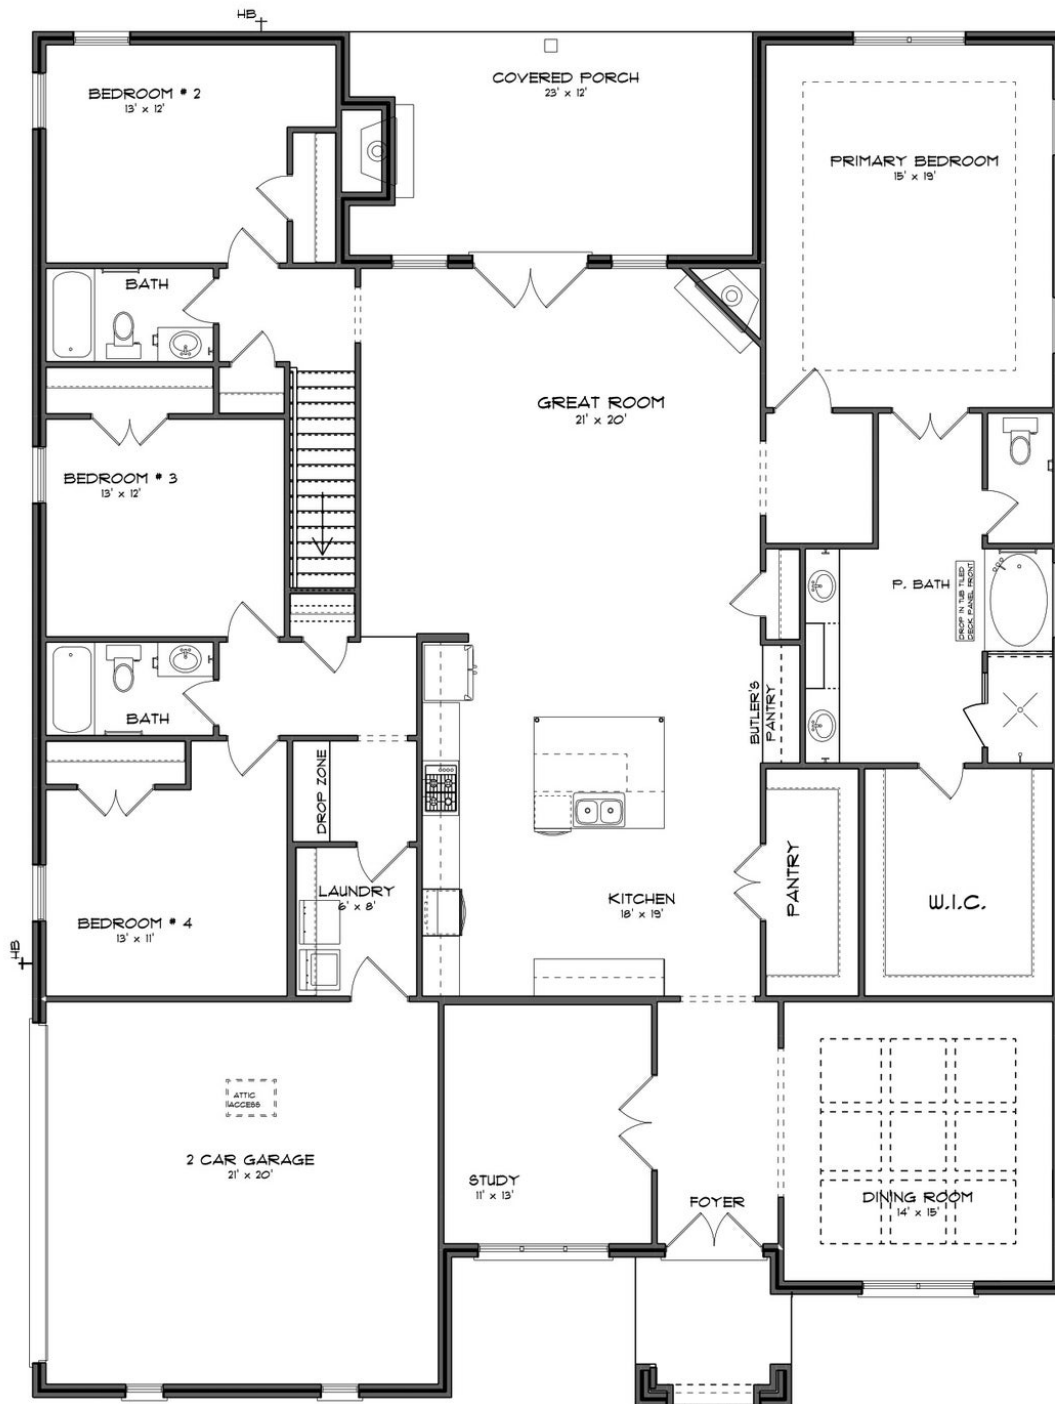 HB
COVERED PORCH
23' x 12'
BEDROOM # 2
13' x 12'
PRIMARY BEDROOM
15' x 19'
BATH
GREAT ROOM
21' x 20'
BEDROOM # 3
13' x 12'
P. BATH
DROP IN TUB TILED
DECK PANEL FRONT
BATH
BUTLER'S
PANTRY
DROP ZONE
LAUNDRY
6' x 8'
KITCHEN
18' x 19'
PANTRY
W.I.C.
BEDROOM # 4
13' x 11'
HB
ATTIC
ACCESS
2 CAR GARAGE
21' x 20'
STUDY
11' x 13'
FOYER
DINING ROOM
14' x 15'